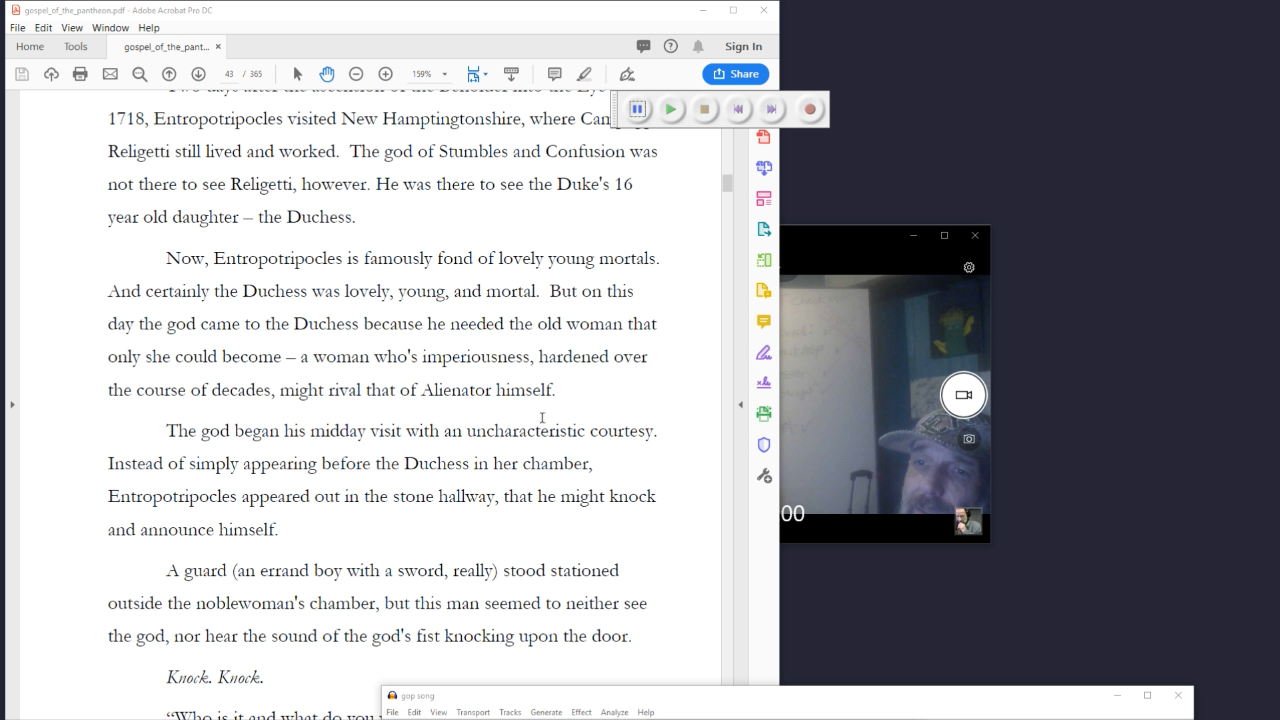 gospel_of_the_pantheon.pdf - Adobe Acrobat Pro DC
File Edit View Window Help
Home Tools gospel_of_the_pant... × Sign In
43 / 365 159% Share
1718, Entropotripocles visited New Hamptingtonshire, where
Religetti still lived and worked. The god of Stumbles and Confusion was
not there to see Religetti, however. He was there to see the Duke's 16
year old daughter – the Duchess.
Now, Entropotripocles is famously fond of lovely young mortals.
And certainly the Duchess was lovely, young, and mortal. But on this
day the god came to the Duchess because he needed the old woman that
only she could become – a woman who's imperiousness, hardened over
the course of decades, might rival that of Alienator himself.
The god began his midday visit with an uncharacteristic courtesy.
Instead of simply appearing before the Duchess in her chamber,
Entropotripocles appeared out in the stone hallway, that he might knock
and announce himself.
A guard (an errand boy with a sword, really) stood stationed
outside the noblewoman's chamber, but this man seemed to neither see
the god, nor hear the sound of the god's fist knocking upon the door.
Knock. Knock.
“Who is it and what do you
00
gop song
File Edit View Transport Tracks Generate Effect Analyze Help